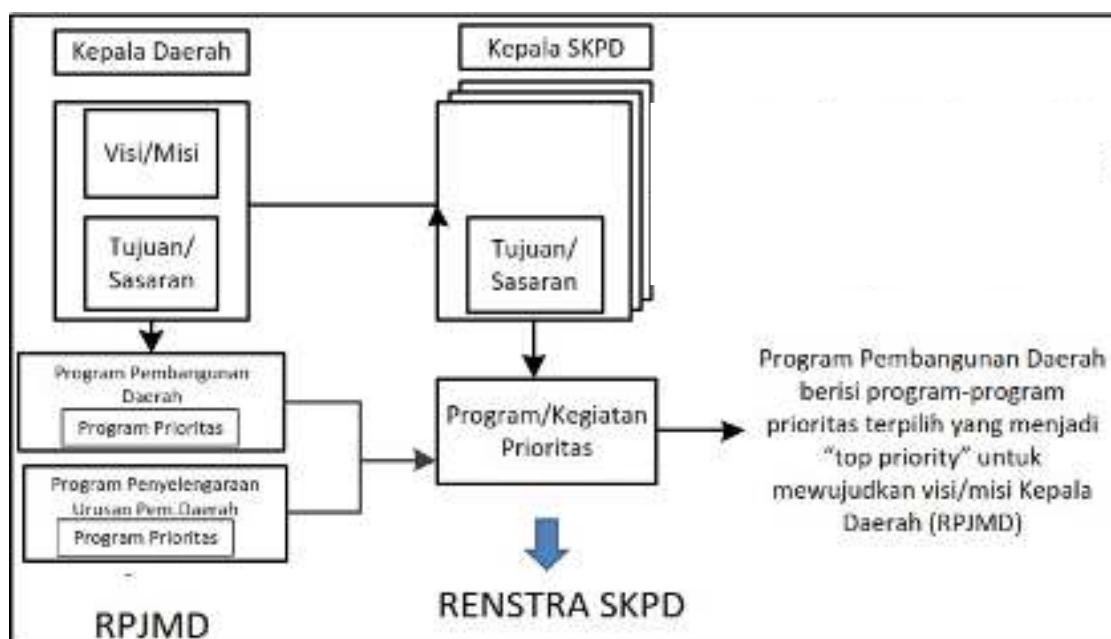 Kepala Daerah
Visi/Misi
Tujuan/
Sasaran
Program Pembangunan
Daerah
Program Prioritas
Program Penyelengaraan
Urusan Pem.Daerah
Program Prioritas
RPJMD
Kepala SKPD
Tujuan/
Sasaran
Program/Kegiatan
Prioritas
RENSTRA SKPD
Program Pembangunan Daerah
berisi program-program
prioritas terpilih yang menjadi
“top priority” untuk
mewujudkan visi/misi Kepala
Daerah (RPJMD)